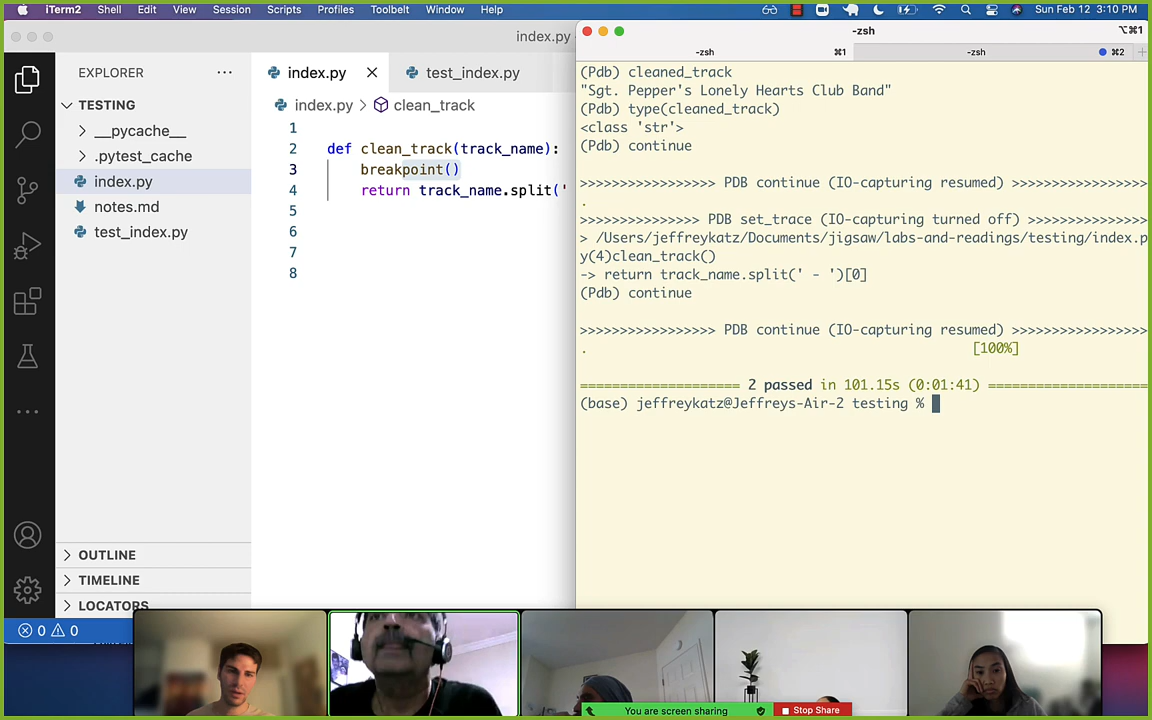 iTerm2 Shell Edit View Session Scripts Profiles Toolbelt Window Help Sun Feb 12 3:10 PM
index.py
-zsh ⌥⌘1
-zsh ⌘1 -zsh ⌘2
EXPLORER ···
index.py test_index.py
TESTING
index.py > clean_track
__pycache__
.pytest_cache
index.py
notes.md
test_index.py
1
2 def clean_track(track_name):
3 breakpoint()
4 return track_name.split('
5
6
7
8
(Pdb) cleaned_track
"Sgt. Pepper's Lonely Hearts Club Band"
(Pdb) type(cleaned_track)
<class 'str'>
(Pdb) continue
>>>>>>>>>>>>>>>>> PDB continue (IO-capturing resumed) >>>>>>>>>>>>>>>>>
.
>>>>>>>>>>>>>>> PDB set_trace (IO-capturing turned off) >>>>>>>>>>>>>>>
> /Users/jeffreykatz/Documents/jigsaw/labs-and-readings/testing/index.p
y(4)clean_track()
-> return track_name.split(' - ')[0]
(Pdb) continue
>>>>>>>>>>>>>>>>> PDB continue (IO-capturing resumed) >>>>>>>>>>>>>>>>>
. [100%]
==================== 2 passed in 101.15s (0:01:41) ====================
(base) jeffreykatz@Jeffreys-Air-2 testing %
OUTLINE
TIMELINE
LOCATORS
0 0
You are screen sharing Stop Share